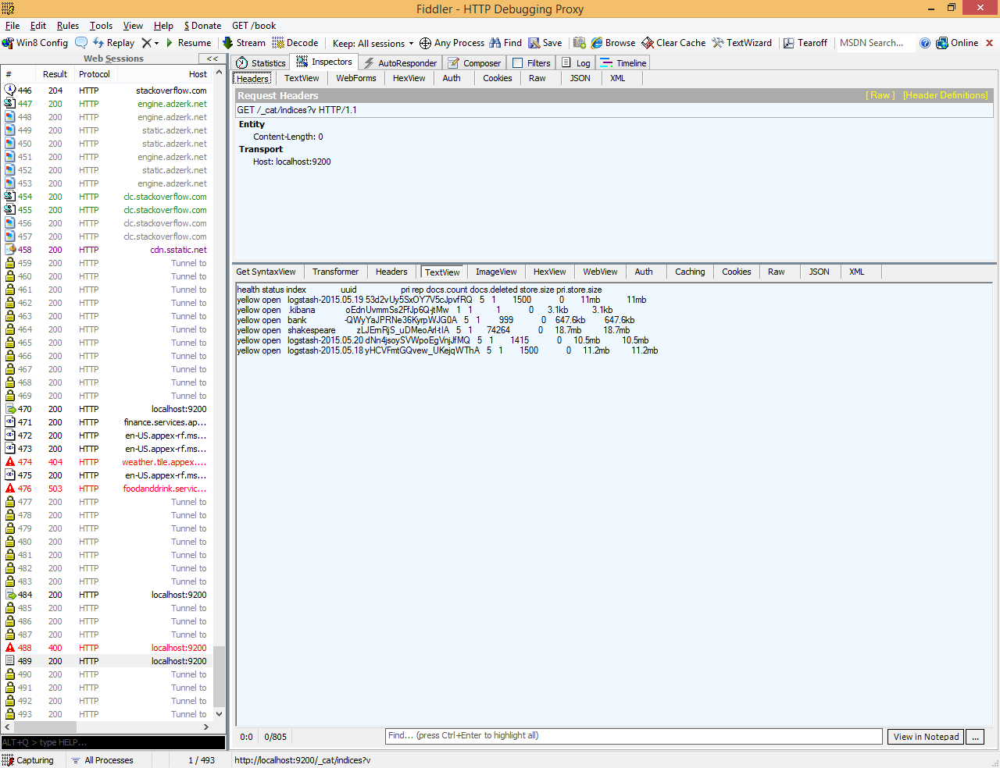 Fiddler - HTTP Debugging Proxy
File Edit Rules Tools View Help $ Donate GET /book
Win8 Config Replay Resume Stream Decode Keep: All sessions Any Process Find Save Browse Clear Cache TextWizard Tearoff MSDN Search... Online
Web Sessions <<
# Result Protocol Host
446 204 HTTP stackoverflow.com
447 200 HTTP engine.adzerk.net
448 200 HTTP engine.adzerk.net
449 200 HTTP static.adzerk.net
450 200 HTTP static.adzerk.net
451 200 HTTP engine.adzerk.net
452 200 HTTP static.adzerk.net
453 200 HTTP engine.adzerk.net
454 200 HTTP clc.stackoverflow.com
455 200 HTTP clc.stackoverflow.com
456 200 HTTP clc.stackoverflow.com
457 200 HTTP clc.stackoverflow.com
458 200 HTTP cdn.sstatic.net
459 200 HTTP Tunnel to
460 200 HTTP Tunnel to
461 200 HTTP Tunnel to
462 200 HTTP Tunnel to
463 200 HTTP Tunnel to
464 200 HTTP Tunnel to
465 200 HTTP Tunnel to
466 200 HTTP Tunnel to
467 200 HTTP Tunnel to
468 200 HTTP Tunnel to
469 200 HTTP Tunnel to
470 200 HTTP localhost:9200
471 200 HTTP finance.services.ap...
472 200 HTTP en-US.appex-rf.ms...
473 200 HTTP en-US.appex-rf.ms...
474 404 HTTP weather.tile.appex....
475 200 HTTP en-US.appex-rf.ms...
476 503 HTTP foodanddrink.servic...
477 200 HTTP Tunnel to
478 200 HTTP Tunnel to
479 200 HTTP Tunnel to
480 200 HTTP Tunnel to
481 200 HTTP Tunnel to
482 200 HTTP Tunnel to
483 200 HTTP Tunnel to
484 200 HTTP localhost:9200
485 200 HTTP Tunnel to
486 200 HTTP Tunnel to
487 200 HTTP Tunnel to
488 400 HTTP localhost:9200
489 200 HTTP localhost:9200
490 200 HTTP Tunnel to
491 200 HTTP Tunnel to
492 200 HTTP Tunnel to
493 200 HTTP Tunnel to
ALT+Q > type HELP...
Statistics Inspectors AutoResponder Composer Filters Log Timeline
Headers TextView WebForms HexView Auth Cookies Raw JSON XML
Request Headers [ Raw ] [Header Definitions]
GET /_cat/indices?v HTTP/1.1
Entity
Content-Length: 0
Transport
Host: localhost:9200
Get SyntaxView Transformer Headers TextView ImageView HexView WebView Auth Caching Cookies Raw JSON XML
health status index uuid pri rep docs.count docs.deleted store.size pri.store.size
yellow open logstash-2015.05.19 53d2vUy5SxOY7V5cJpvfRQ 5 1 1500 0 11mb 11mb
yellow open .kibana oEdnUvmmSs2FfJp6Q-jtMw 1 1 1 0 3.1kb 3.1kb
yellow open bank -QWyYaJPRNe36KyrpWJG0A 5 1 999 0 647.6kb 647.6kb
yellow open shakespeare zLJEmRjS_uDMeoArl-tIA 5 1 74264 0 18.7mb 18.7mb
yellow open logstash-2015.05.20 dNn4jsoySVWpoEgVnjJfMQ 5 1 1415 0 10.5mb 10.5mb
yellow open logstash-2015.05.18 yHCVFmtGQvew_UKejqWThA 5 1 1500 0 11.2mb 11.2mb
0:0 0/805 Find... (press Ctrl+Enter to highlight all) View in Notepad ...
Capturing All Processes 1 / 493 http://localhost:9200/_cat/indices?v